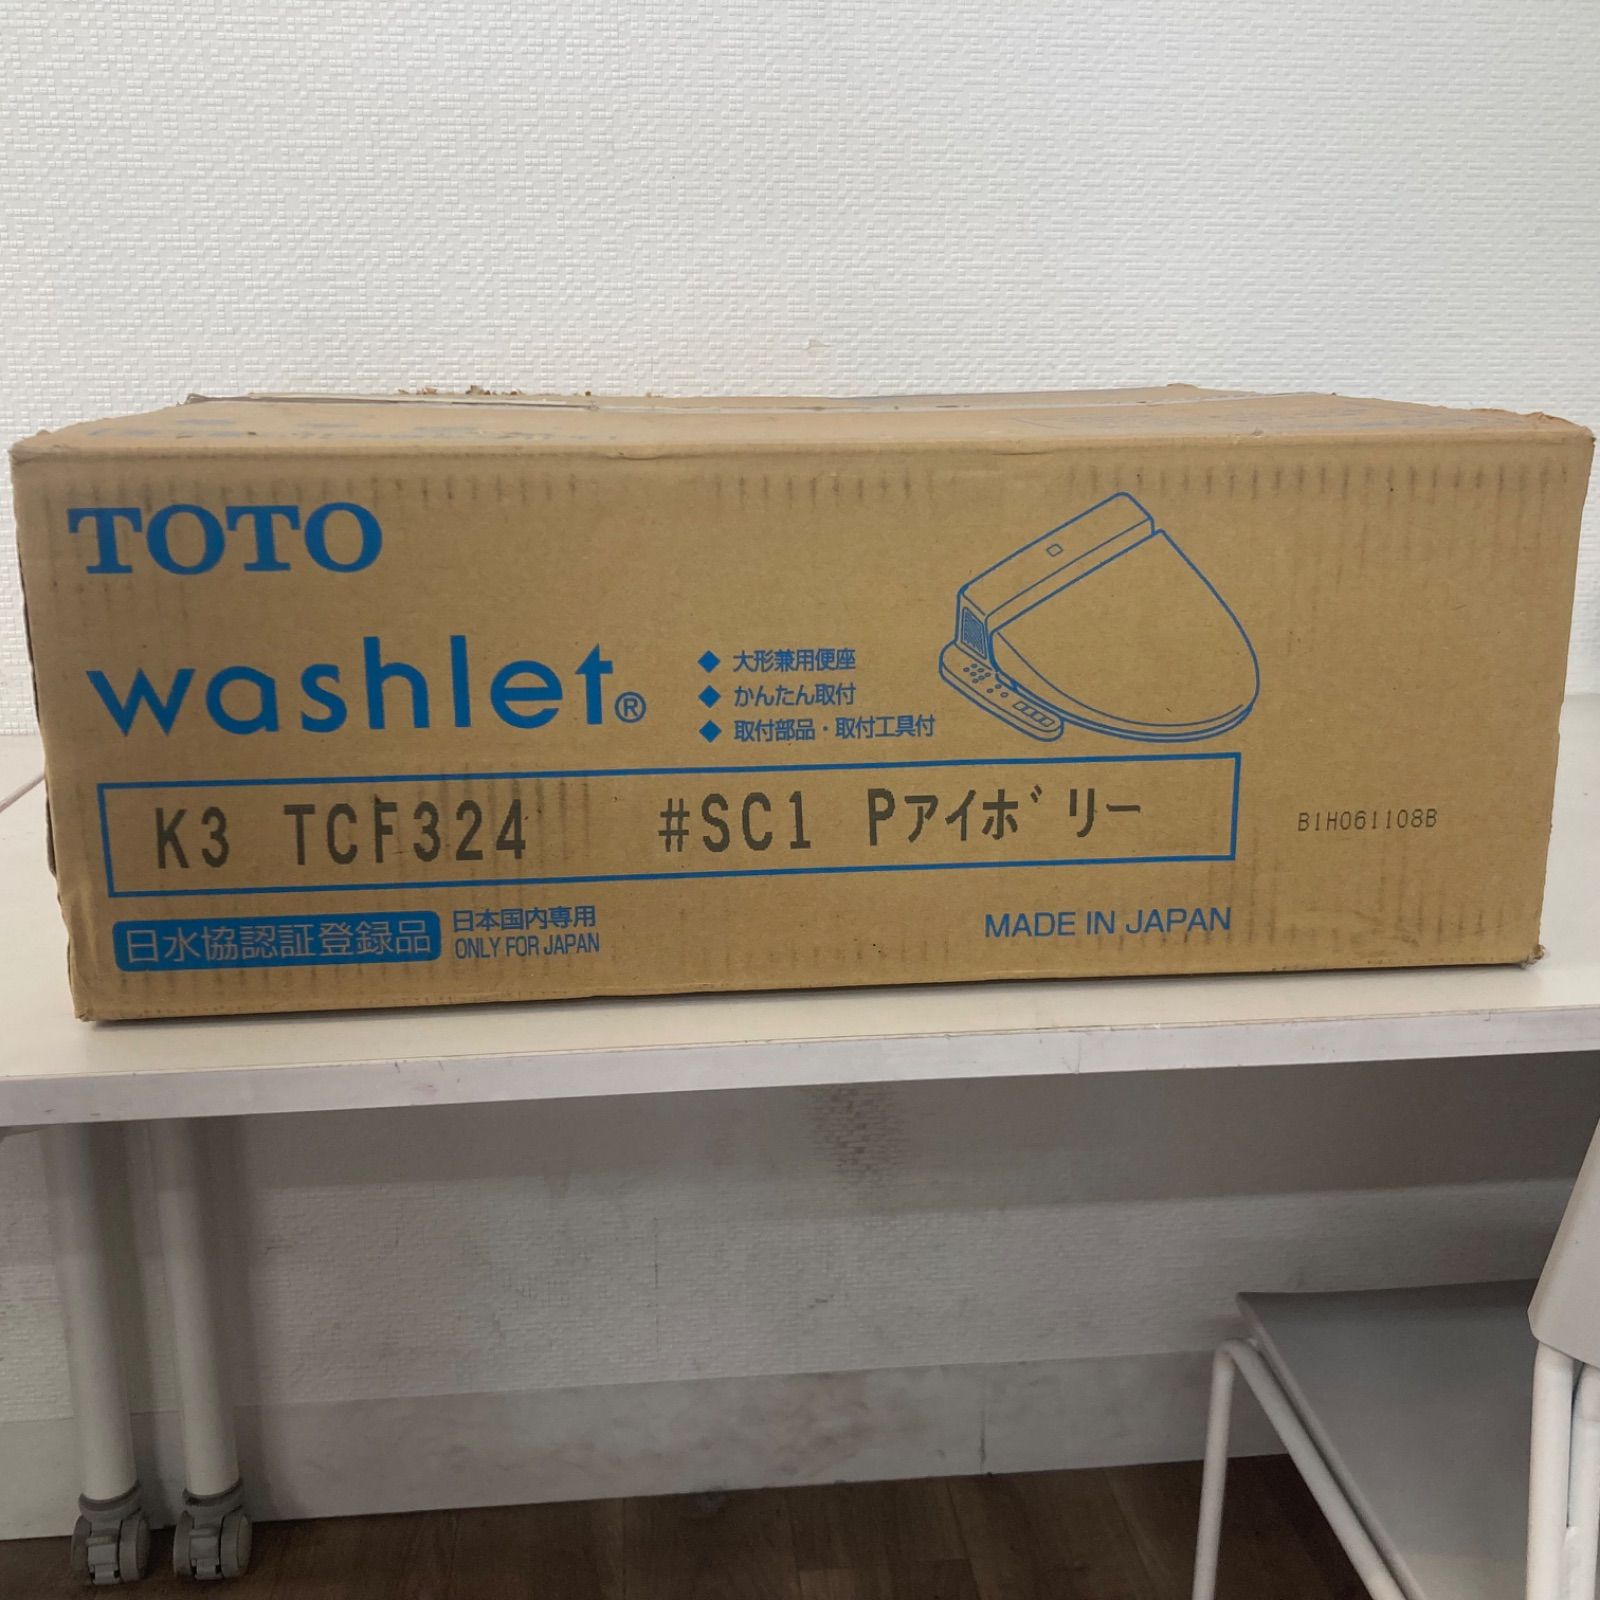 TOTO
washlet®
◆ 大形兼用便座
◆ かんたん取付
◆ 取付部品・取付工具付
K3 TCF324 #SC1 Pアイボリー
B1H061108B
日水協認証登録品
日本国内専用
ONLY FOR JAPAN
MADE IN JAPAN